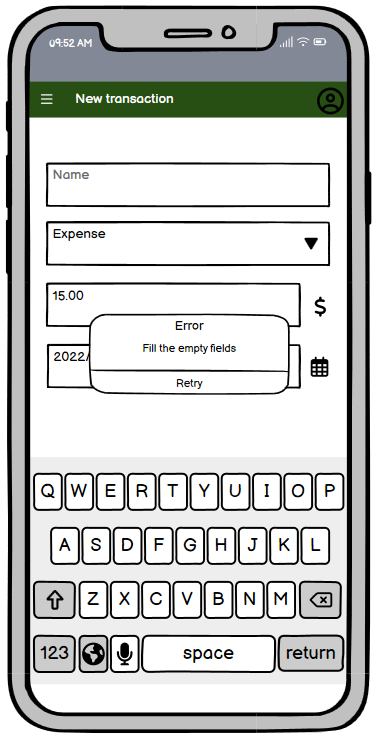 09:52 AM
New transaction
Name
Expense
15.00
$
Error
2022/
Fill the empty fields
Retry
Q W E R T Y U I O P
A S D F G H J K L
Z X C V B N M
123 space return